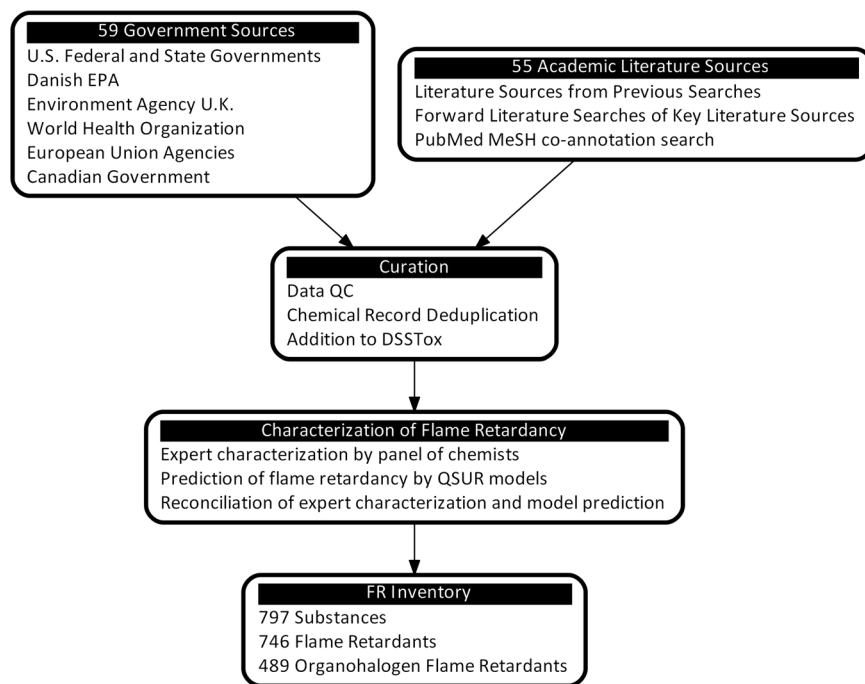 59 Government Sources
U.S. Federal and State Governments
Danish EPA
Environment Agency U.K.
World Health Organization
European Union Agencies
Canadian Government
55 Academic Literature Sources
Literature Sources from Previous Searches
Forward Literature Searches of Key Literature Sources
PubMed MeSH co-annotation search
Curation
Data QC
Chemical Record Deduplication
Addition to DSSTox
Characterization of Flame Retardancy
Expert characterization by panel of chemists
Prediction of flame retardancy by QSUR models
Reconciliation of expert characterization and model prediction
FR Inventory
797 Substances
746 Flame Retardants
489 Organohalogen Flame Retardants